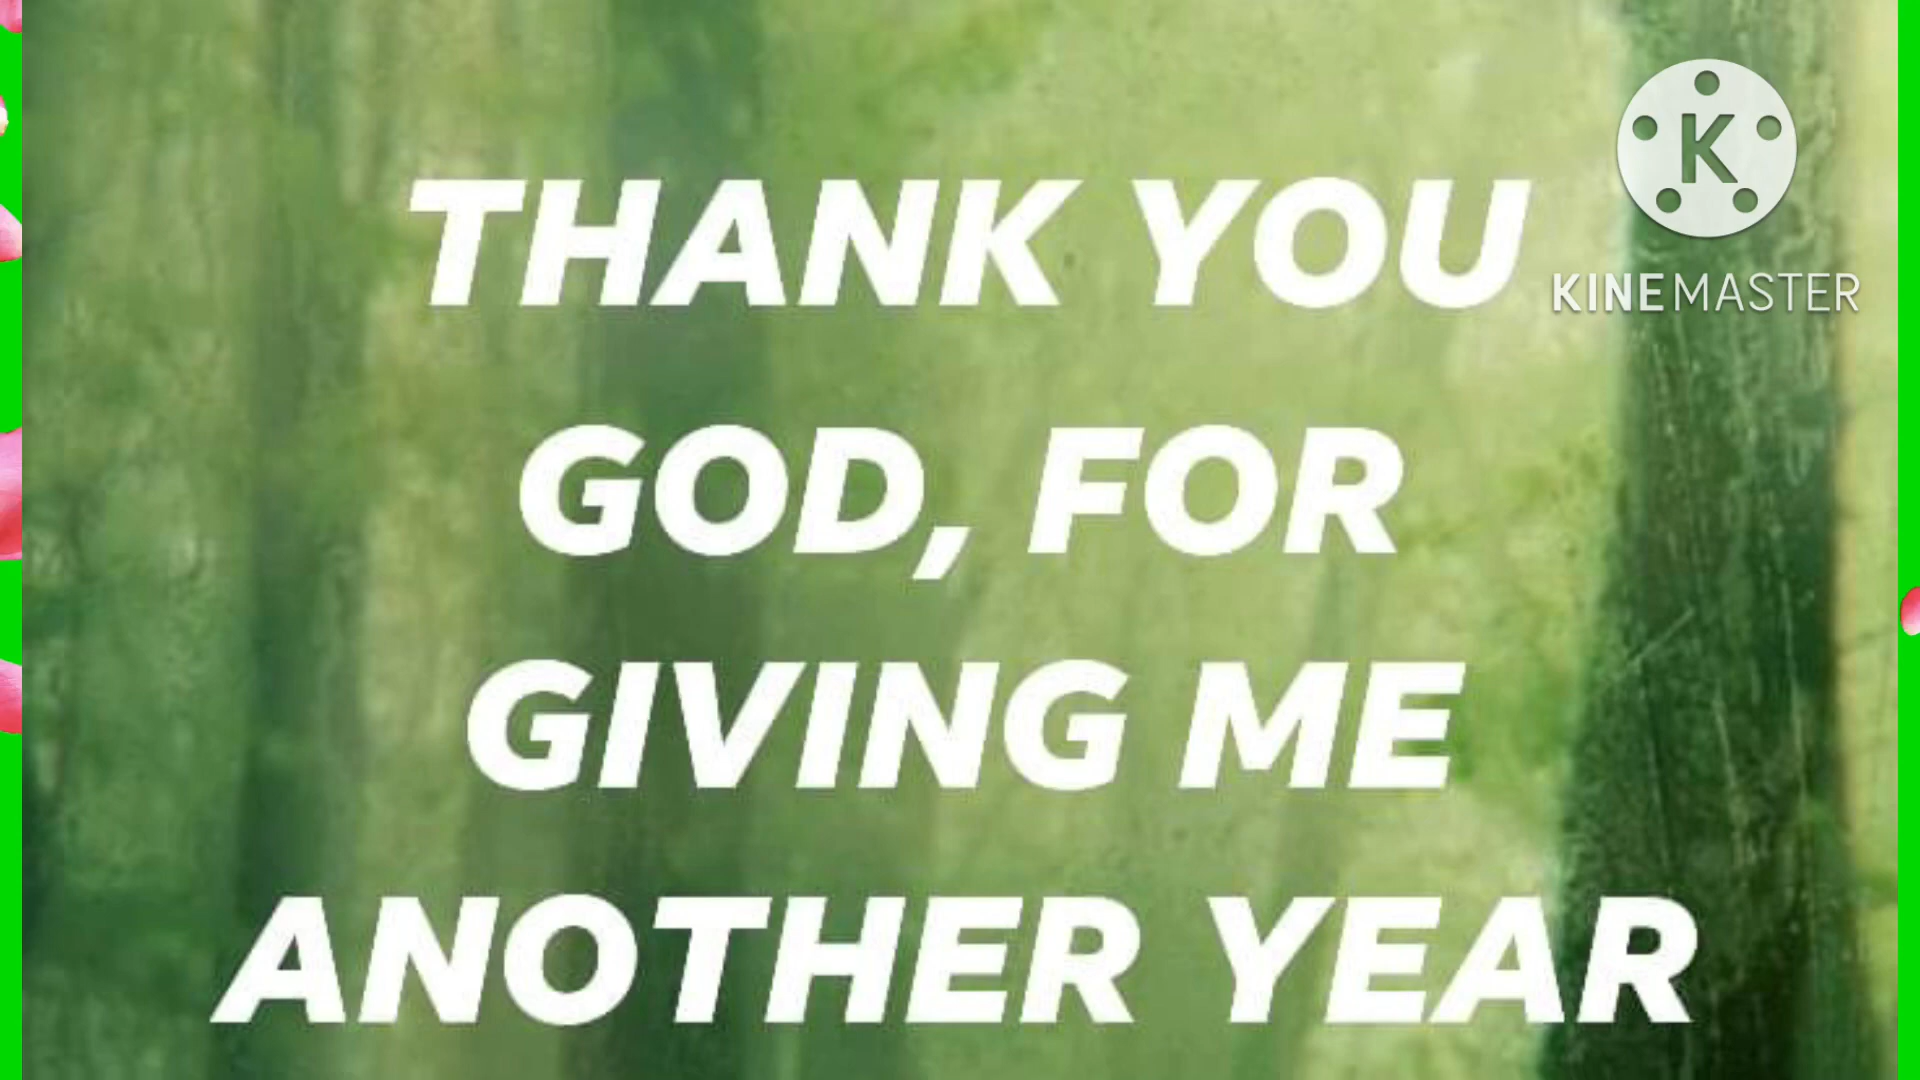 THANK YOU
GOD, FOR
GIVING ME
ANOTHER YEAR
K
KINEMASTER